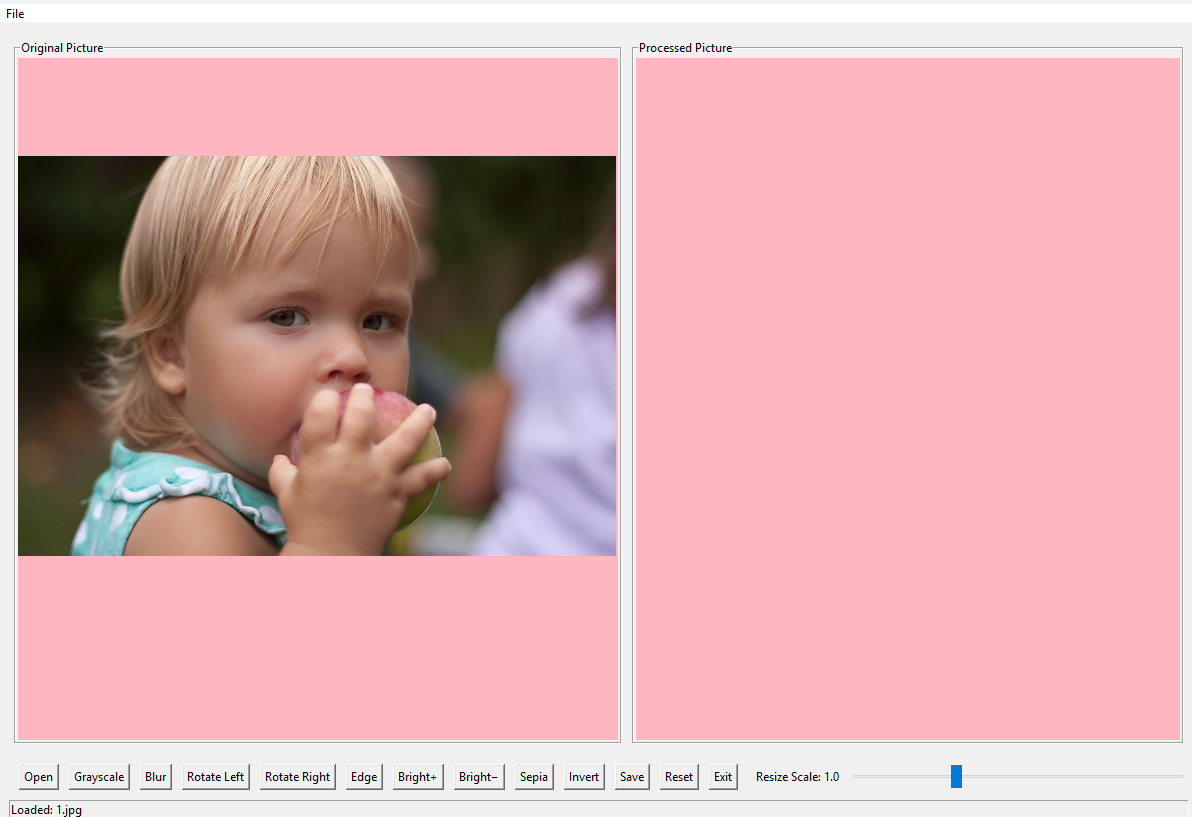 File
Original Picture
Processed Picture
Open Grayscale Blur Rotate Left Rotate Right Edge Bright+ Bright− Sepia Invert Save Reset Exit Resize Scale: 1.0
Loaded: 1.jpg